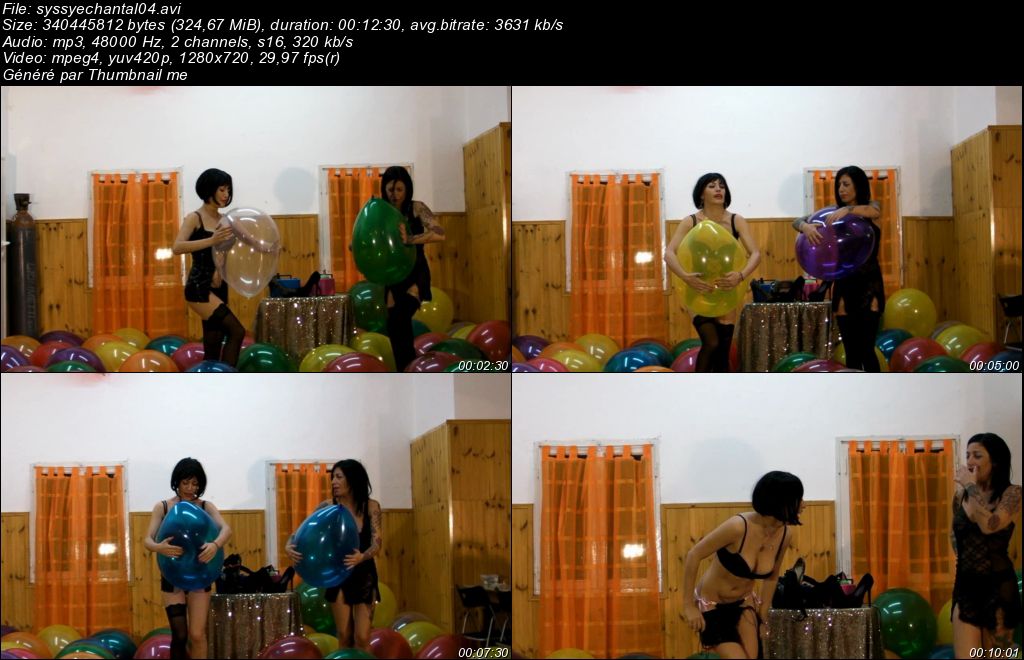 File: syssyechantal04.avi
Size: 340445812 bytes (324,67 MiB), duration: 00:12:30, avg.bitrate: 3631 kb/s
Audio: mp3, 48000 Hz, 2 channels, s16, 320 kb/s
Video: mpeg4, yuv420p, 1280x720, 29,97 fps(r)
Généré par Thumbnail me
00:02:30
00:05:00
00:07:30
00:10:01